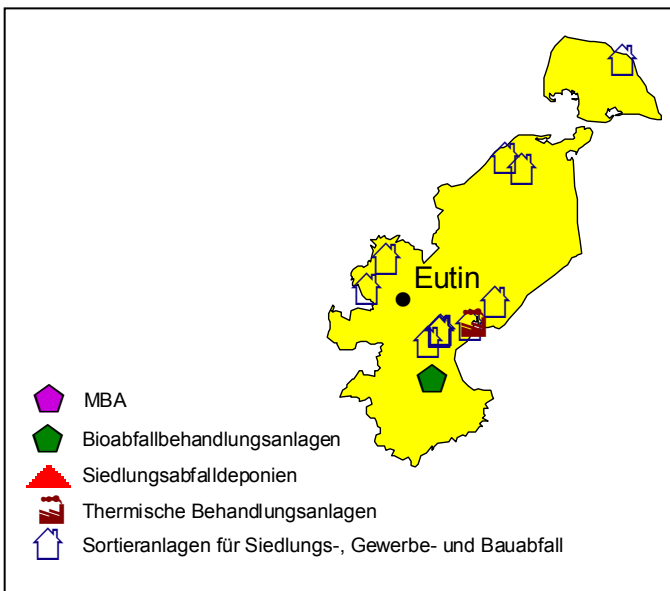 Eutin
MBA
Bioabfallbehandlungsanlagen
Siedlungsabfalldeponien
Thermische Behandlungsanlagen
Sortieranlagen für Siedlungs-, Gewerbe- und Bauabfall